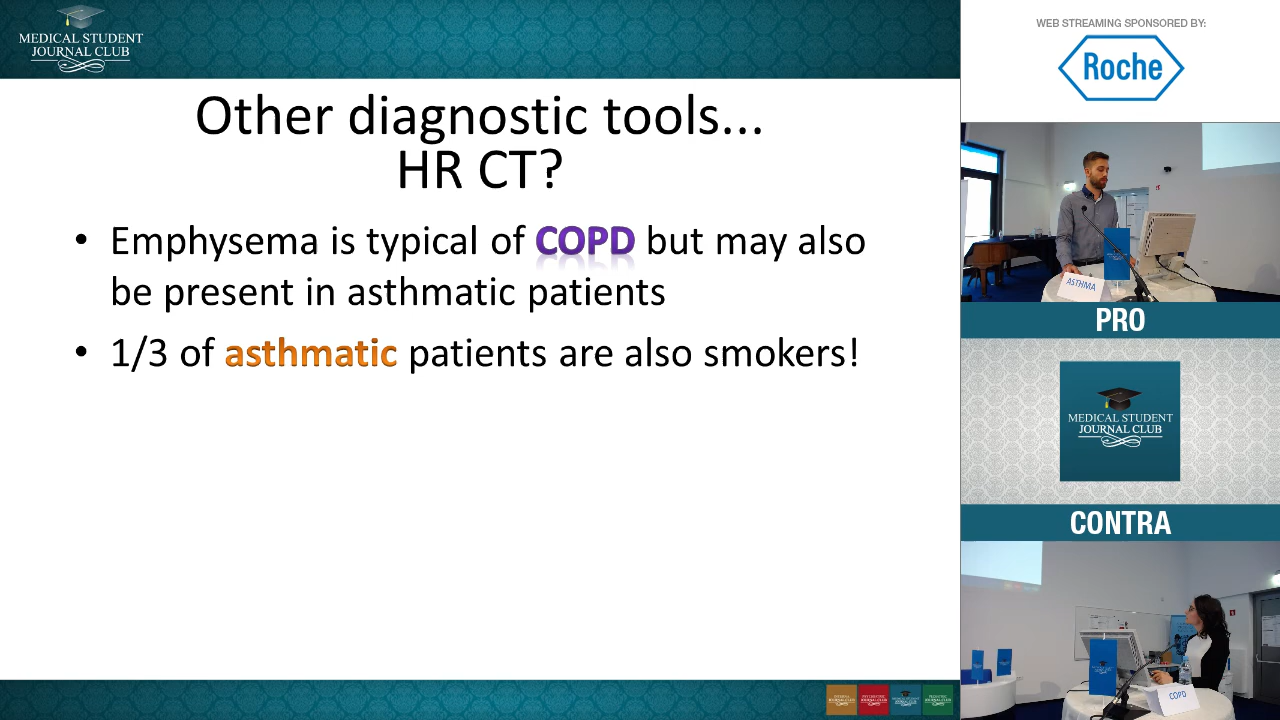 MEDICAL STUDENT
JOURNAL CLUB
Other diagnostic tools...
HR CT?
• Emphysema is typical of COPD but may also
be present in asthmatic patients
• 1/3 of asthmatic patients are also smokers!
WEB STREAMING SPONSORED BY:
Roche
ASTHMA
PRO
MEDICAL STUDENT
JOURNAL CLUB
CONTRA
COPD